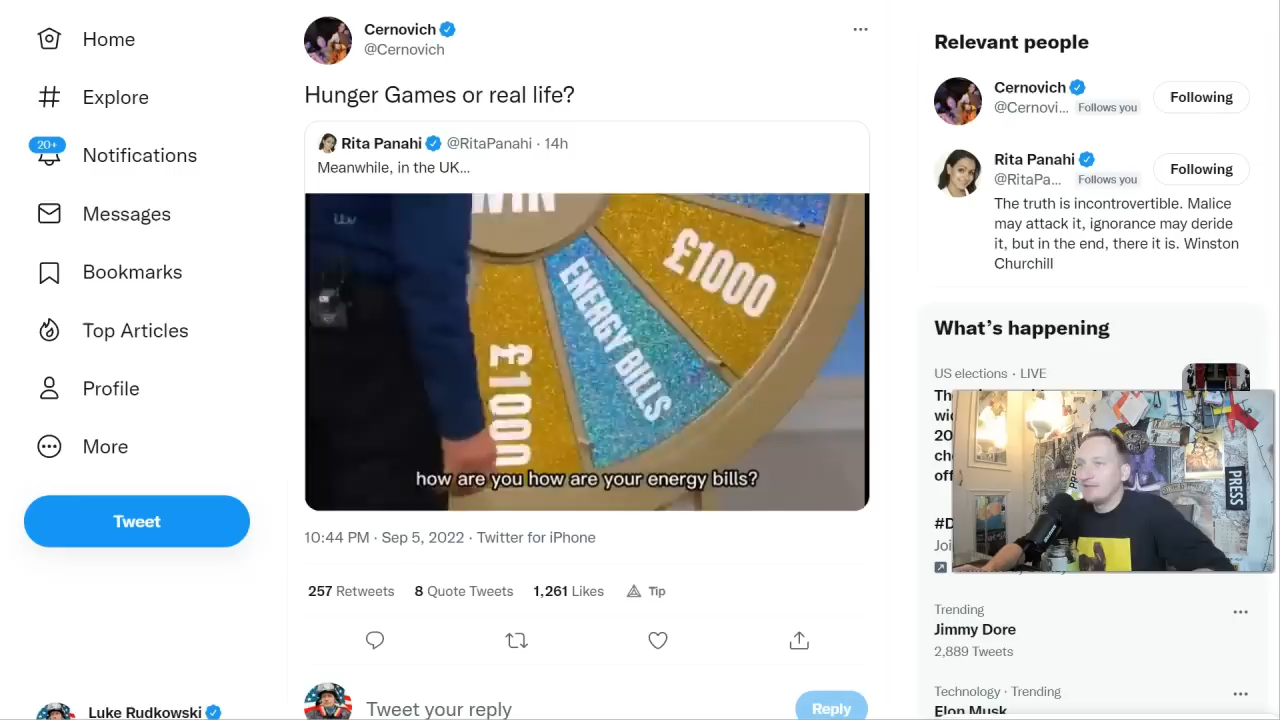 Home
Explore
20+
Notifications
Messages
Bookmarks
Top Articles
Profile
More
Tweet
Luke Rudkowski
Cernovich
@Cernovich
Hunger Games or real life?
Rita Panahi @RitaPanahi · 14h
Meanwhile, in the UK...
itv
WIN
£1000
ENERGY BILLS
£1000
how are you how are your energy bills?
10:44 PM · Sep 5, 2022 · Twitter for iPhone
257 Retweets 8 Quote Tweets 1,261 Likes Tip
Tweet your reply
Reply
Relevant people
Cernovich
@Cernovi... Follows you
Following
Rita Panahi
@RitaPa... Follows you
Following
The truth is incontrovertible. Malice
may attack it, ignorance may deride
it, but in the end, there it is. Winston
Churchill
What's happening
US elections · LIVE
PRESS
Trending
Jimmy Dore
2,889 Tweets
Technology · Trending
Elon Musk